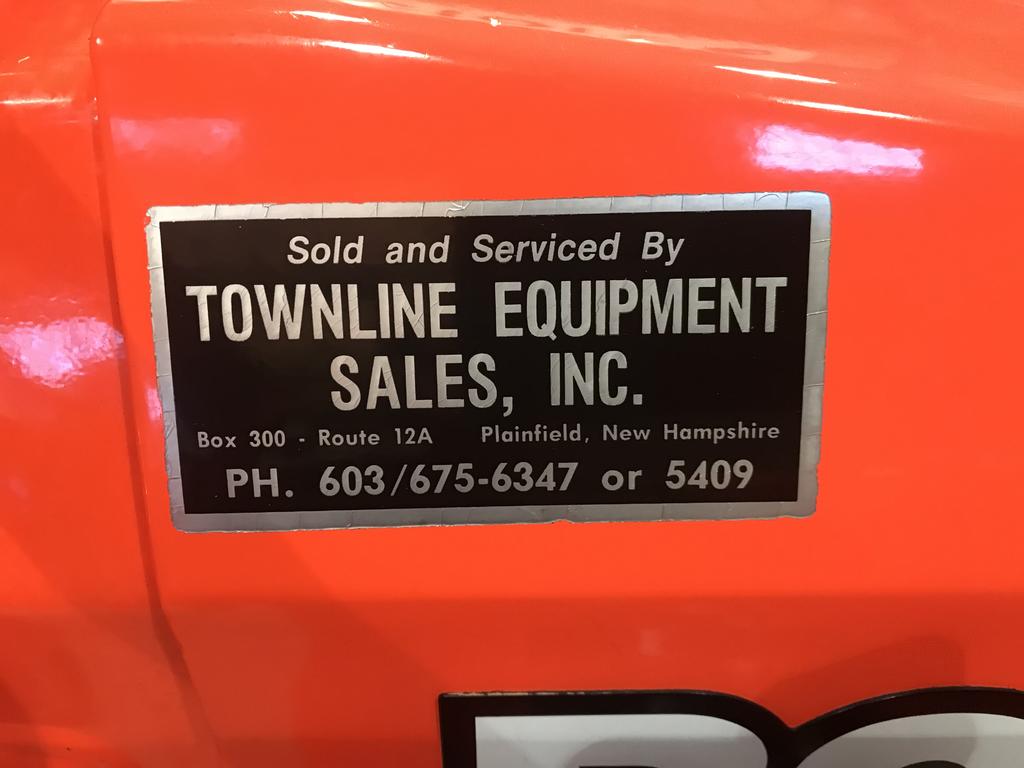 Sold and Serviced By
TOWNLINE EQUIPMENT
SALES, INC.
Box 300 - Route 12A Plainfield, New Hampshire
PH. 603/675-6347 or 5409